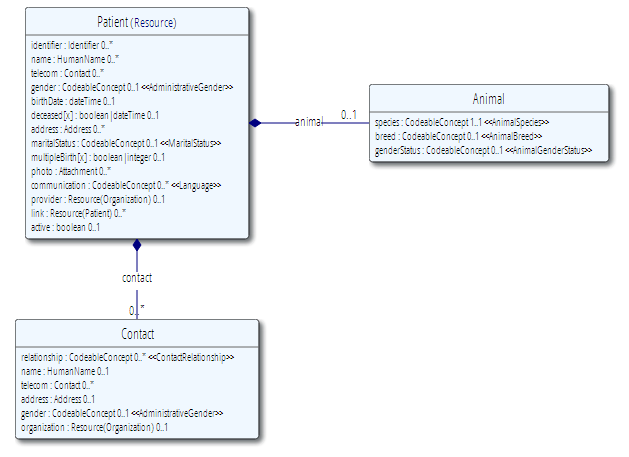 Patient (Resource)
identifier : Identifier 0..*
name : HumanName 0..*
telecom : Contact 0..*
gender : CodeableConcept 0..1 <<AdministrativeGender>>
birthDate : dateTime 0..1
deceased[x] : boolean|dateTime 0..1
address : Address 0..*
maritalStatus : CodeableConcept 0..1 <<MaritalStatus>>
multipleBirth[x] : boolean|integer 0..1
photo : Attachment 0..*
communication : CodeableConcept 0..* <<Language>>
provider : Resource(Organization) 0..1
link : Resource(Patient) 0..*
active : boolean 0..1
animal 0..1
Animal
species : CodeableConcept 1..1 <<AnimalSpecies>>
breed : CodeableConcept 0..1 <<AnimalBreed>>
genderStatus : CodeableConcept 0..1 <<AnimalGenderStatus>>
contact
0..*
Contact
relationship : CodeableConcept 0..* <<ContactRelationship>>
name : HumanName 0..1
telecom : Contact 0..*
address : Address 0..1
gender : CodeableConcept 0..1 <<AdministrativeGender>>
organization : Resource(Organization) 0..1